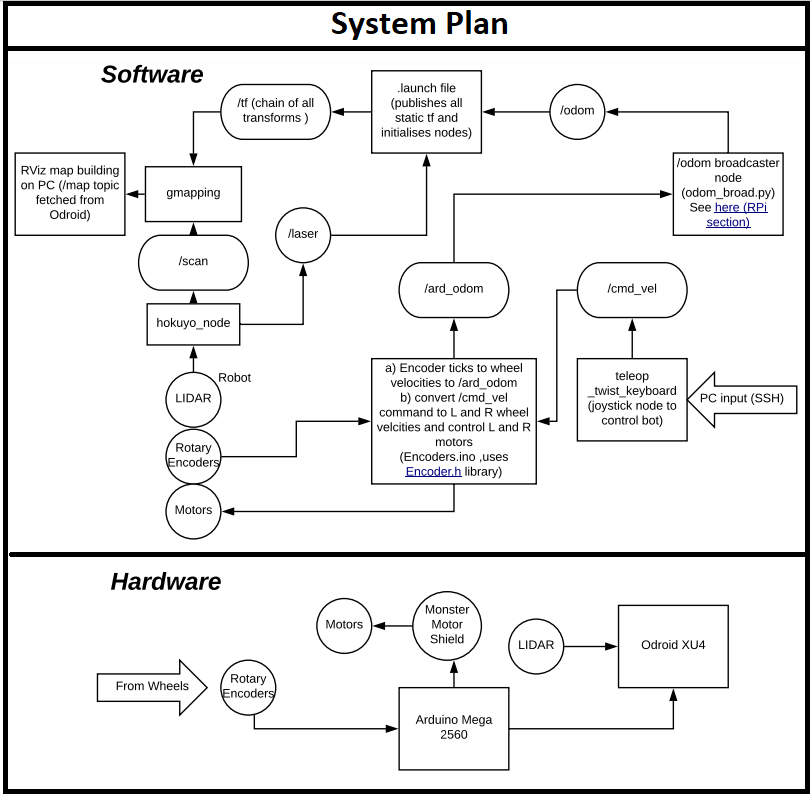 System Plan
Software
/tf (chain of all
transforms )
.launch file
(publishes all
static tf and
initialises nodes)
/odom
RViz map building
on PC (/map topic
fetched from
Odroid)
gmapping
/odom broadcaster
node
(odom_broad.py)
See here (RPi
section)
/laser
/scan
/ard_odom
/cmd_vel
hokuyo_node
Robot
LIDAR
a) Encoder ticks to wheel
velocities to /ard_odom
b) convert /cmd_vel
command to L and R wheel
velcities and control L and R
motors
(Encoders.ino ,uses
Encoder.h library)
teleop
_twist_keyboard
(joystick node to
control bot)
PC input (SSH)
Rotary
Encoders
Motors
Hardware
Motors
Monster
Motor
Shield
LIDAR
Odroid XU4
From Wheels
Rotary
Encoders
Arduino Mega
2560